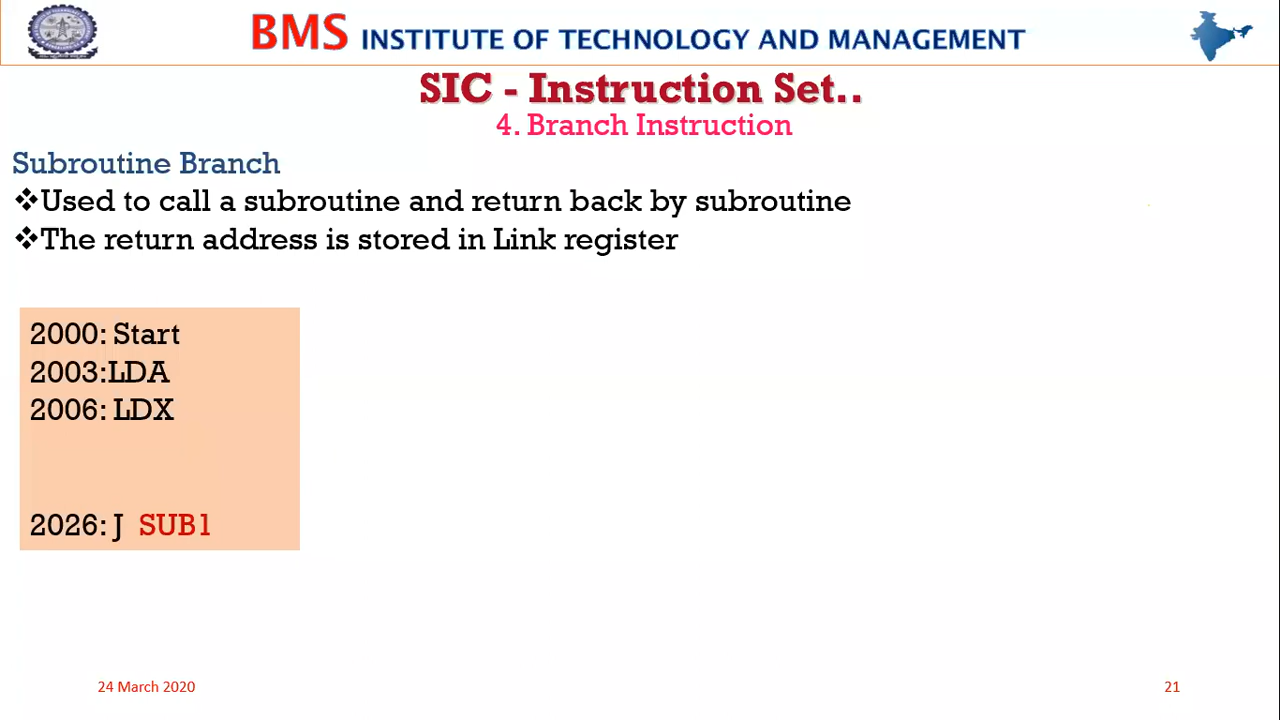 BMS INSTITUTE OF TECHNOLOGY AND MANAGEMENT
SIC - Instruction Set..
4. Branch Instruction
Subroutine Branch
❖Used to call a subroutine and return back by subroutine
❖The return address is stored in Link register
2000: Start
2003:LDA
2006: LDX
2026: J SUB1
24 March 2020
21